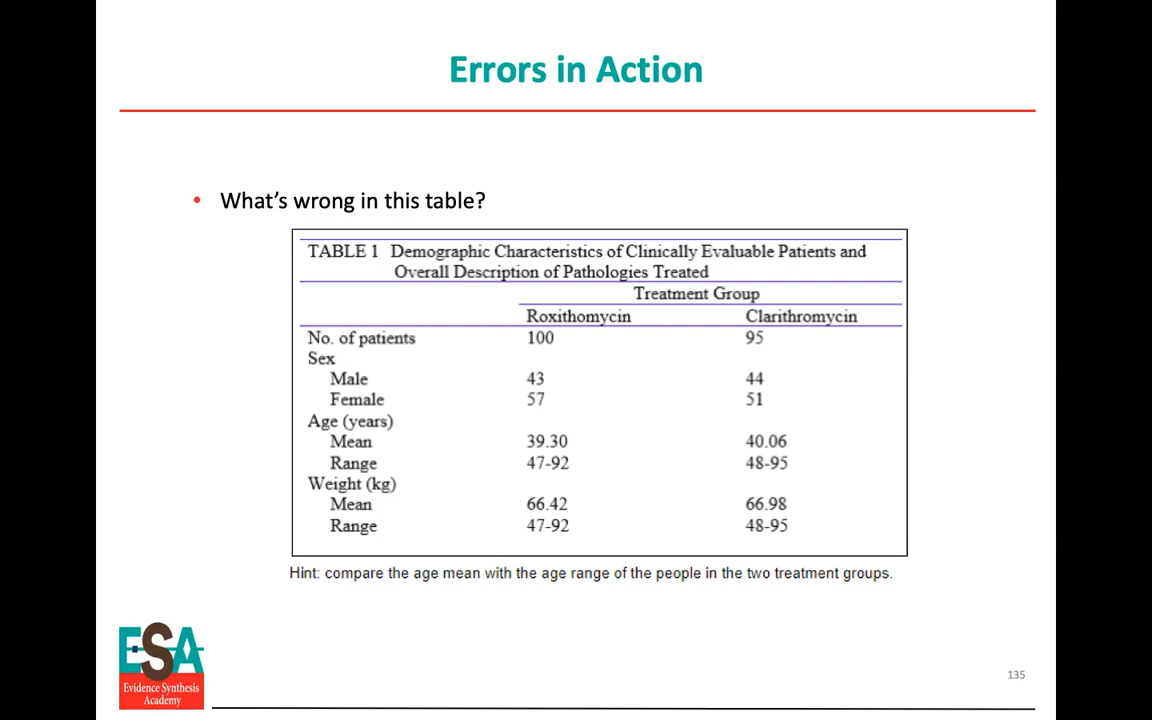 Errors in Action
• What's wrong in this table?
TABLE 1 Demographic Characteristics of Clinically Evaluable Patients and
Overall Description of Pathologies Treated
Treatment Group
Roxithomycin Clarithromycin
No. of patients 100 95
Sex
Male 43 44
Female 57 51
Age (years)
Mean 39.30 40.06
Range 47-92 48-95
Weight (kg)
Mean 66.42 66.98
Range 47-92 48-95
Hint: compare the age mean with the age range of the people in the two treatment groups.
ESA
Evidence Synthesis
Academy
135